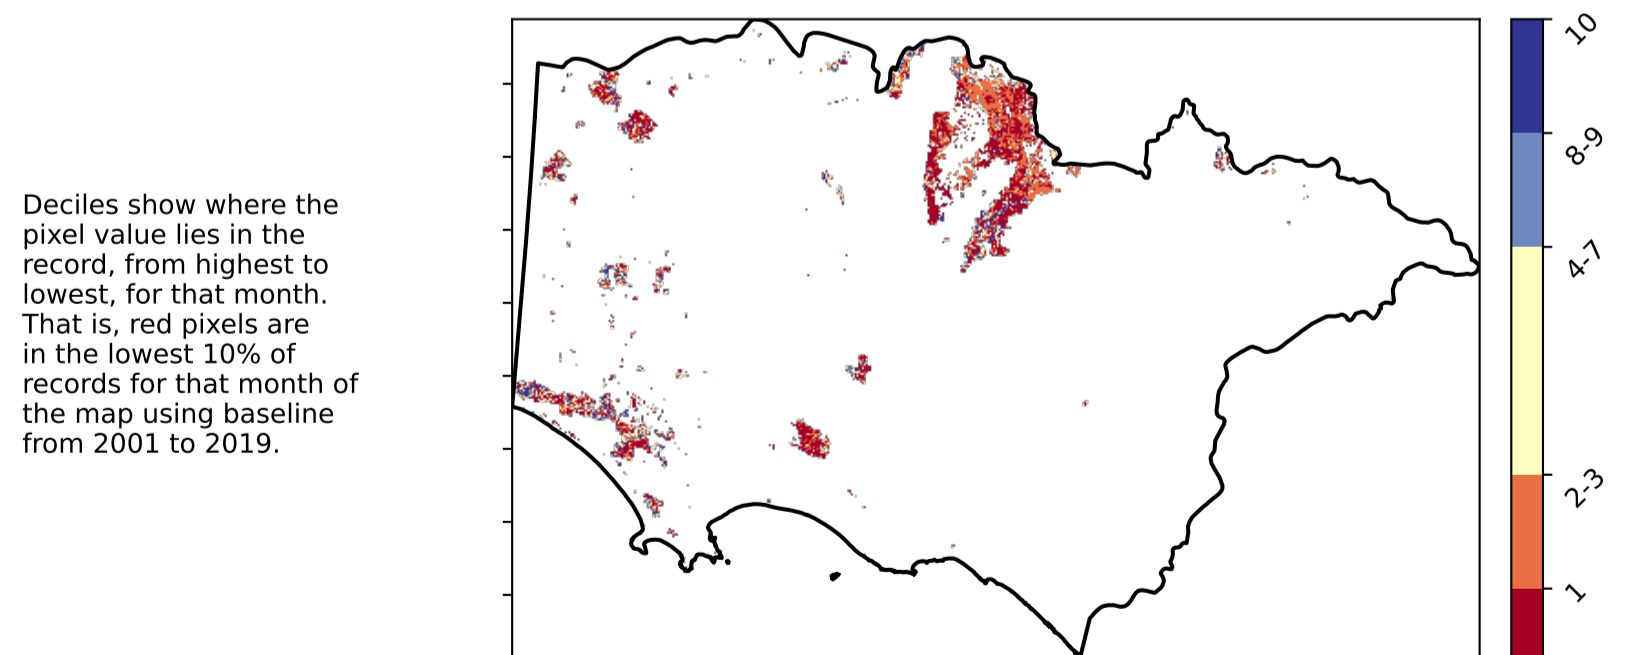 Deciles show where the
pixel value lies in the
record, from highest to
lowest, for that month.
That is, red pixels are
in the lowest 10% of
records for that month of
the map using baseline
from 2001 to 2019.
10
8-9
4-7
2-3
1